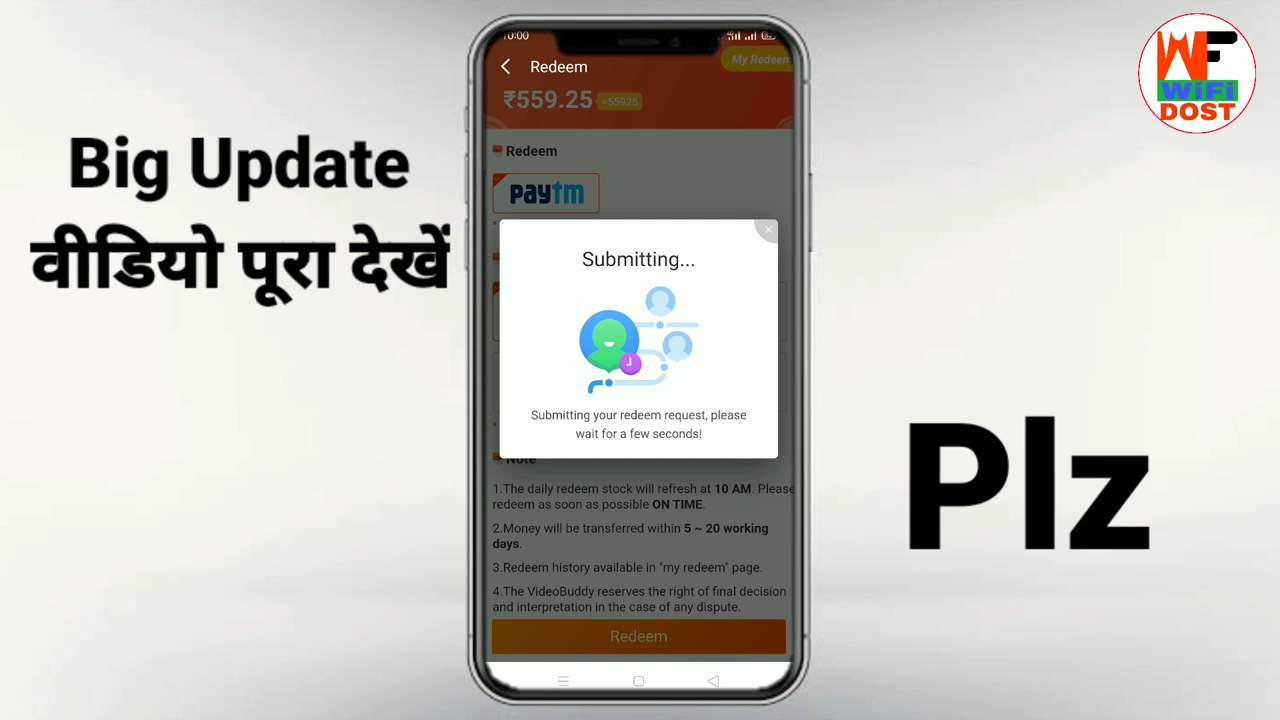 Big Update
वीडियो पूरा देखें
10:00
Redeem
My Redeem
₹559.25
≈55925
Redeem
paytm
Submitting...
Submitting your redeem request, please
wait for a few seconds!
Note
1.The daily redeem stock will refresh at 10 AM. Please
redeem as soon as possible ON TIME.
2.Money will be transferred within 5 ~ 20 working
days.
3.Redeem history available in "my redeem" page.
4.The VideoBuddy reserves the right of final decision
and interpretation in the case of any dispute.
Redeem
WF
WiFi
DOST
Plz